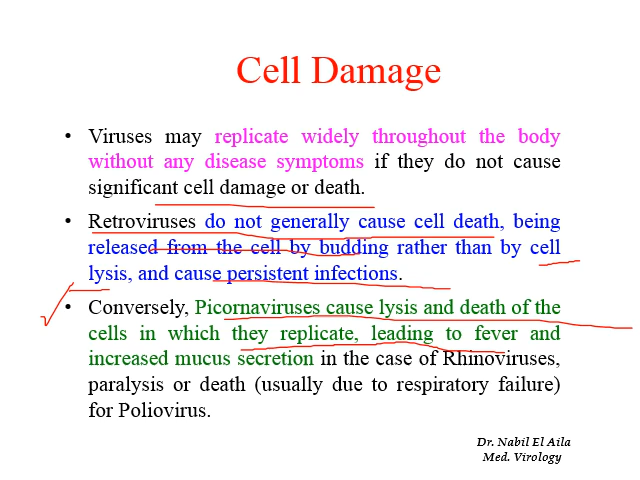 Cell Damage
• Viruses may replicate widely throughout the body
without any disease symptoms if they do not cause
significant cell damage or death.
• Retroviruses do not generally cause cell death, being
released from the cell by budding rather than by cell
lysis, and cause persistent infections.
• Conversely, Picornaviruses cause lysis and death of the
cells in which they replicate, leading to fever and
increased mucus secretion in the case of Rhinoviruses,
paralysis or death (usually due to respiratory failure)
for Poliovirus.
Dr. Nabil El Aila
Med. Virology